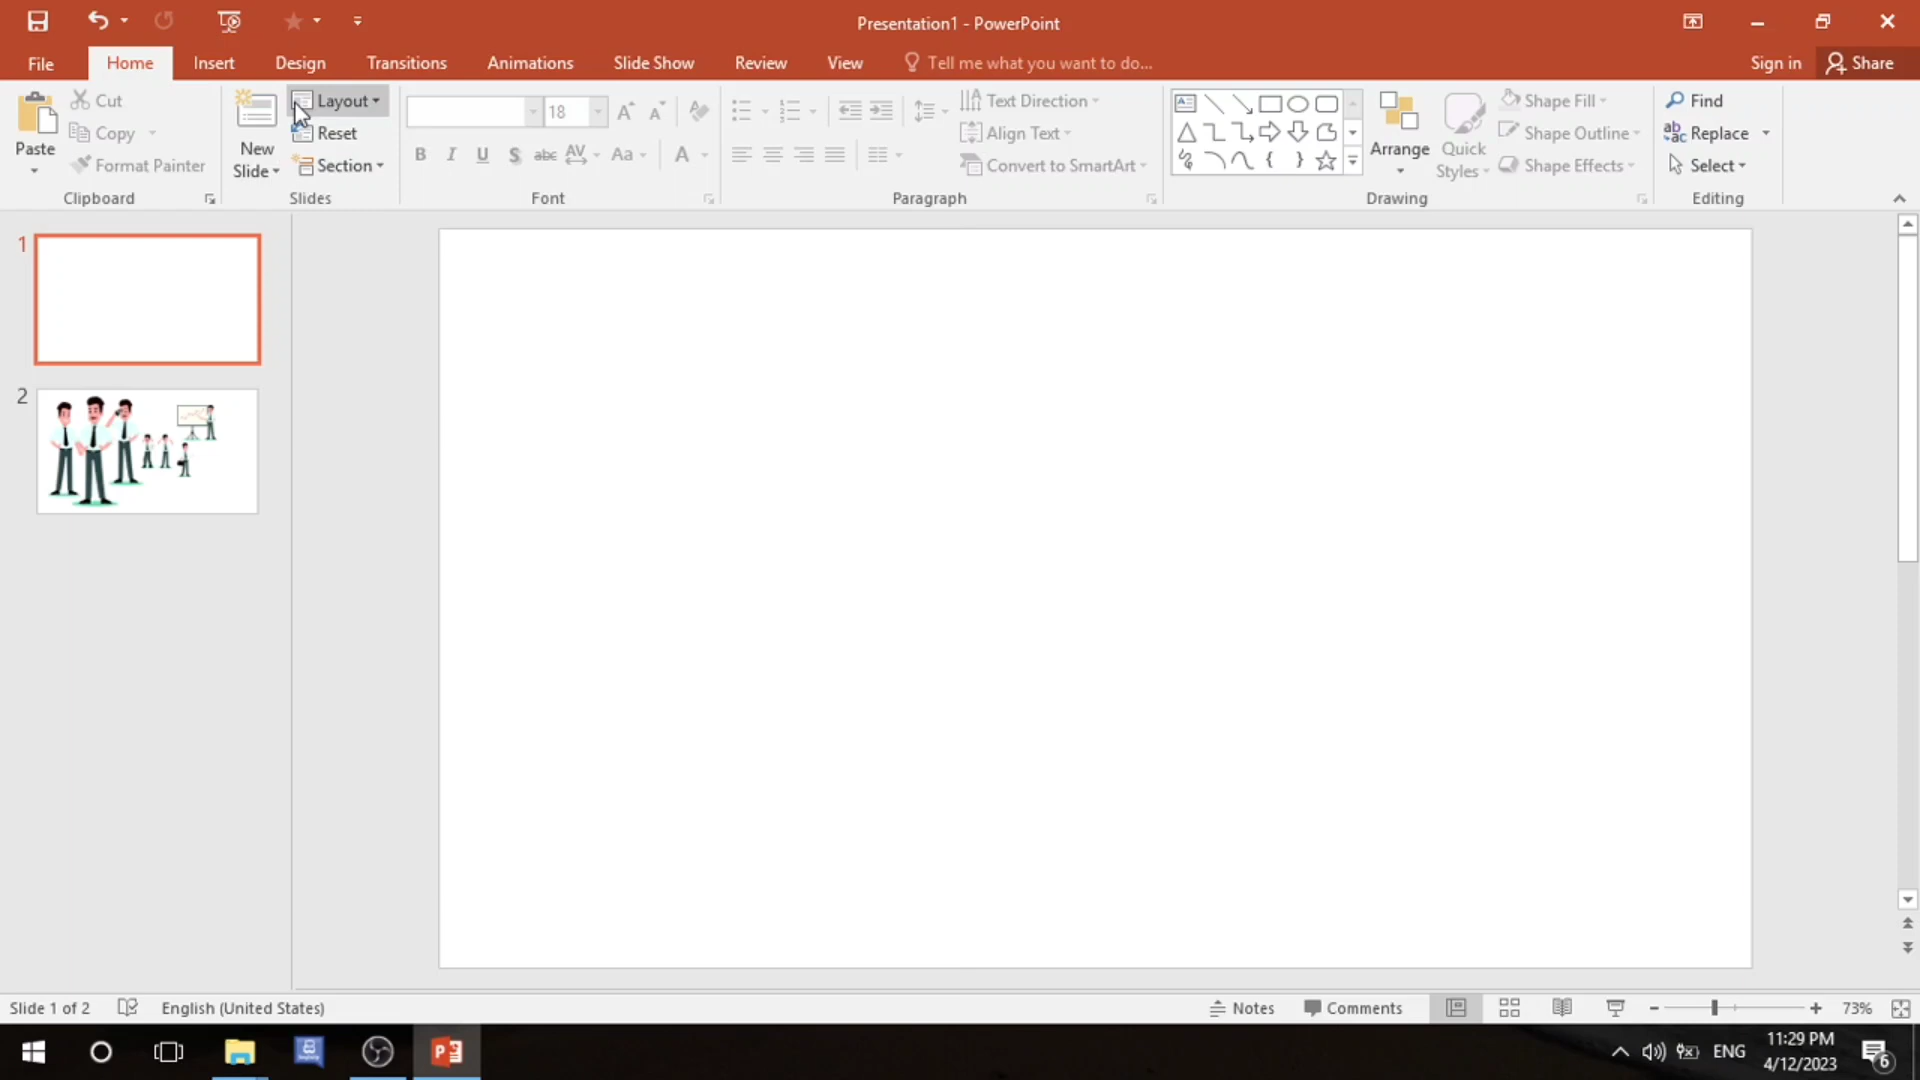 Presentation1 - PowerPoint
File Home Insert Design Transitions Animations Slide Show Review View Tell me what you want to do... Sign in Share
Paste Cut Copy Format Painter Clipboard
New Slide Layout Reset Section Slides
18 B I U S abc AV Aa A Font
Text Direction Align Text Convert to SmartArt Paragraph
Arrange Quick Styles Shape Fill Shape Outline Shape Effects Drawing
Find Replace Select Editing
1
2
Slide 1 of 2 English (United States) Notes Comments 73%
ENG 11:29 PM
4/12/2023 6